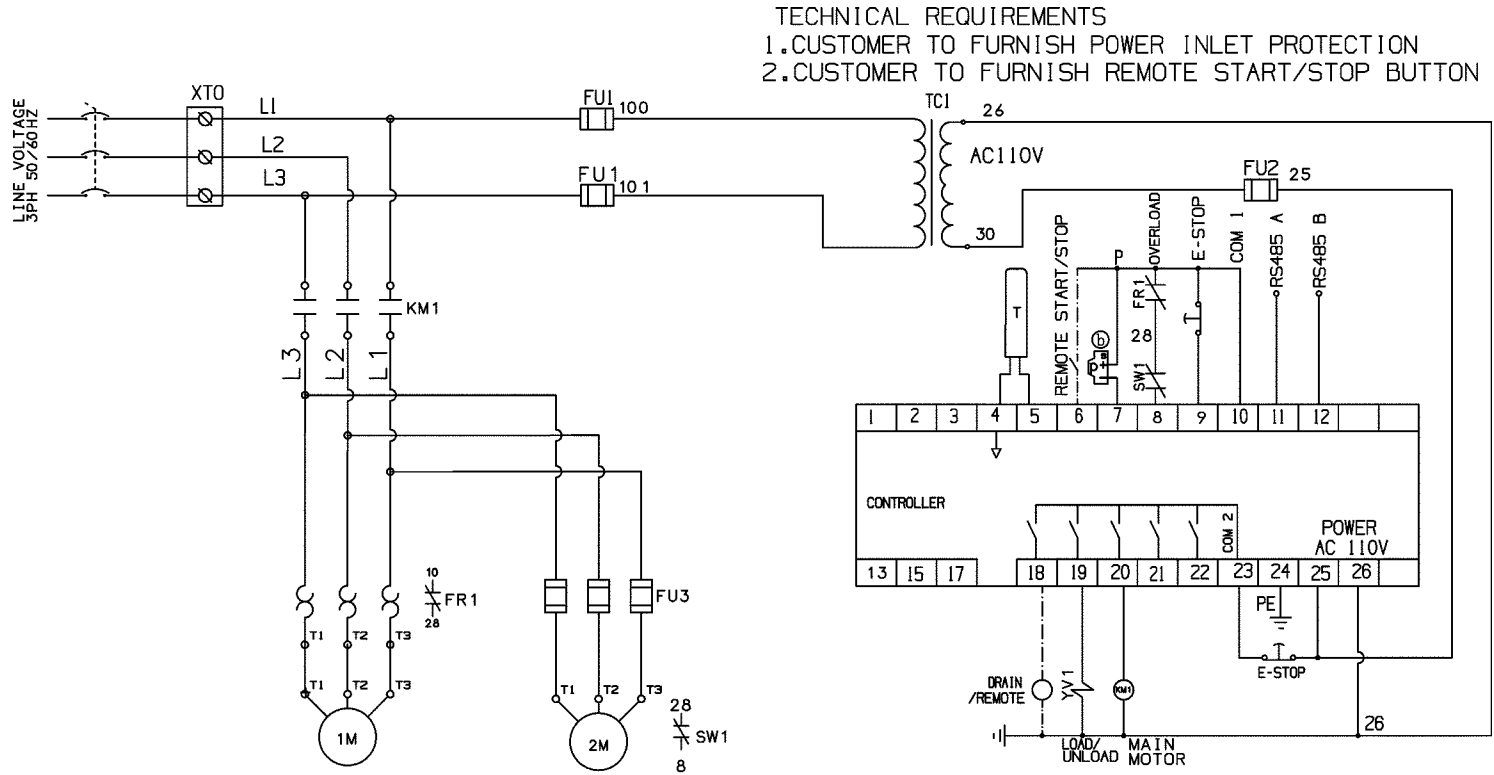 TECHNICAL REQUIREMENTS
1.CUSTOMER TO FURNISH POWER INLET PROTECTION
2.CUSTOMER TO FURNISH REMOTE START/STOP BUTTON
LINE VOLTAGE
3PH 50/60HZ
XT0
L1
L2
L3
FU1
100
FU1
101
TC1
26
AC110V
30
FU2
25
KM1
L3
L2
L1
T
REMOTE START/STOP
P
b
P
OVERLOAD
FR1
28
SW1
E-STOP
COM 1
RS485 A
RS485 B
1 2 3 4 5 6 7 8 9 10 11 12
CONTROLLER
COM 2
POWER
AC 110V
13 15 17 18 19 20 21 22 23 24 25 26
10
FR1
28
FU3
T1 T2 T3
T1 T2 T3
1M
T1 T2 T3
2M
28
SW1
8
PE
E-STOP
DRAIN
/REMOTE
YV1
KM1
LOAD/
UNLOAD
MAIN
MOTOR
26